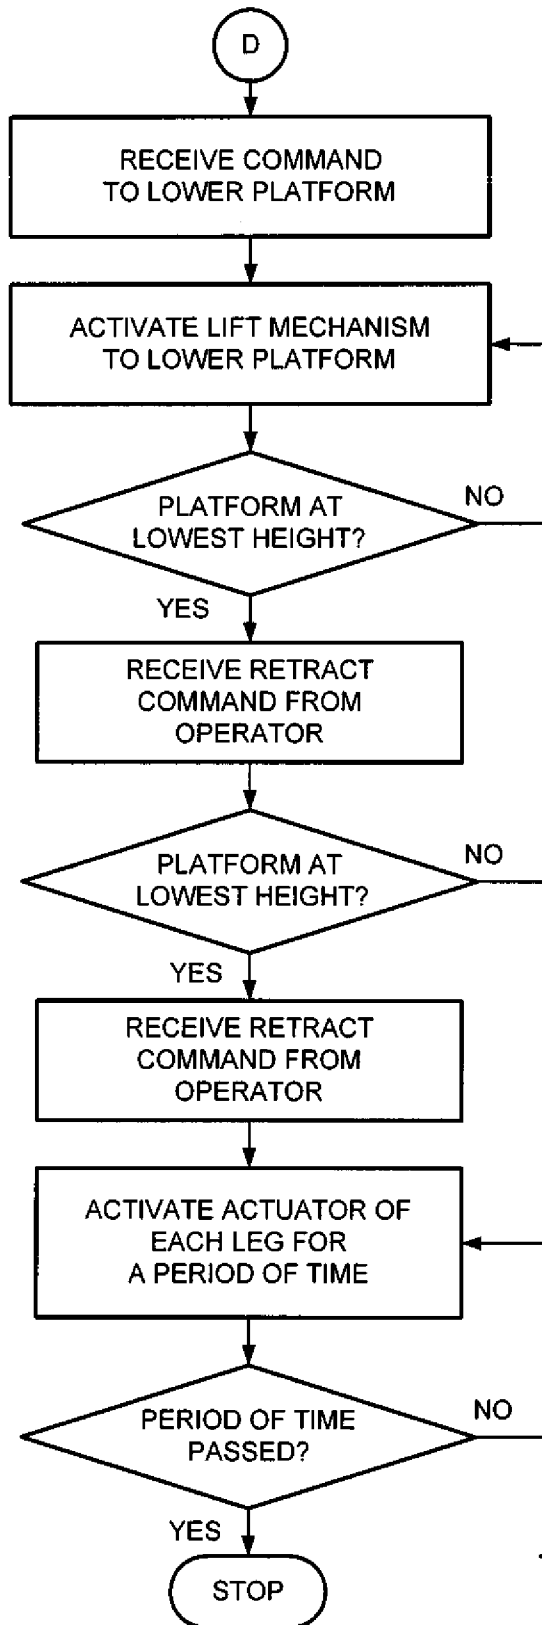 D
RECEIVE COMMAND
TO LOWER PLATFORM
ACTIVATE LIFT MECHANISM
TO LOWER PLATFORM
PLATFORM AT
LOWEST HEIGHT?
NO
YES
RECEIVE RETRACT
COMMAND FROM
OPERATOR
PLATFORM AT
LOWEST HEIGHT?
NO
YES
RECEIVE RETRACT
COMMAND FROM
OPERATOR
ACTIVATE ACTUATOR OF
EACH LEG FOR
A PERIOD OF TIME
PERIOD OF TIME
PASSED?
NO
YES
STOP